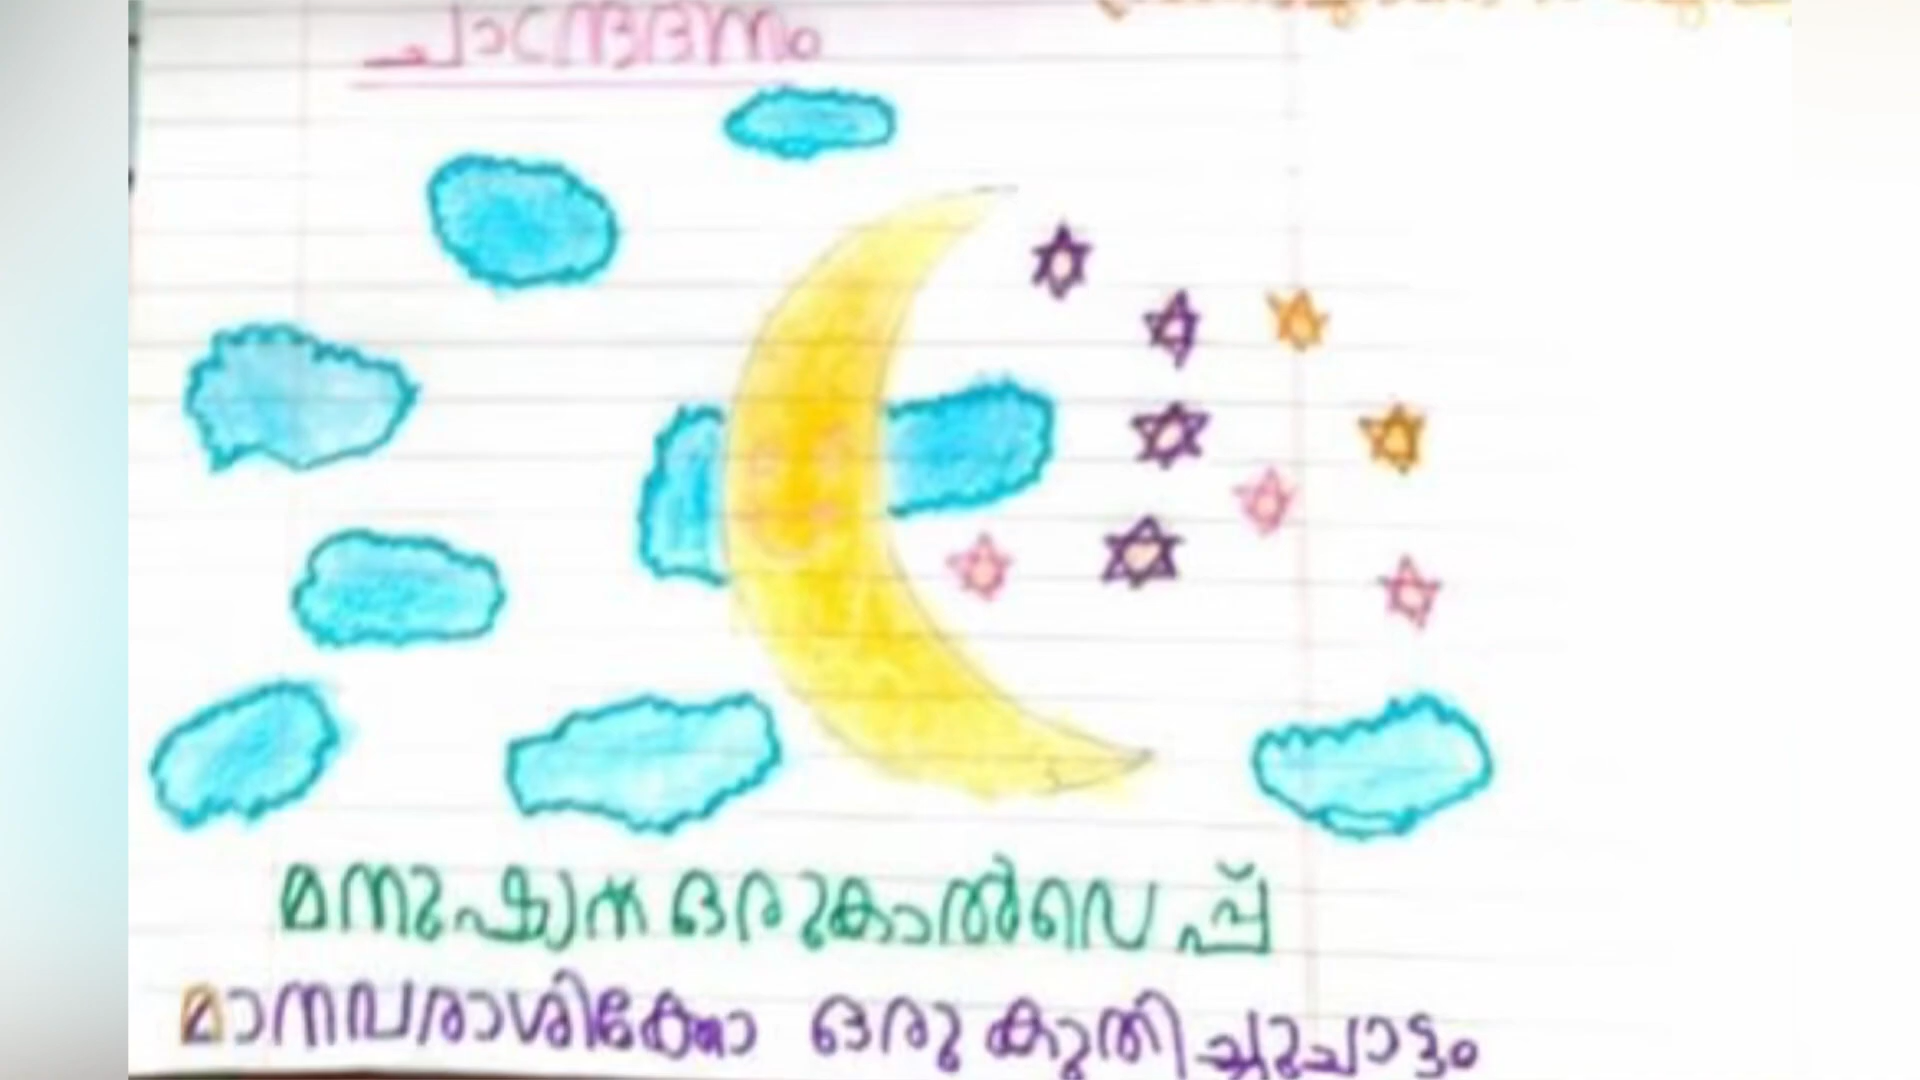 ചാന്ദ്രദിനം
മനുഷ്യന് ഒരു കാൽവെപ്പ്
മാനവരാശിക്കോ ഒരു കുതിച്ചുചാട്ടം